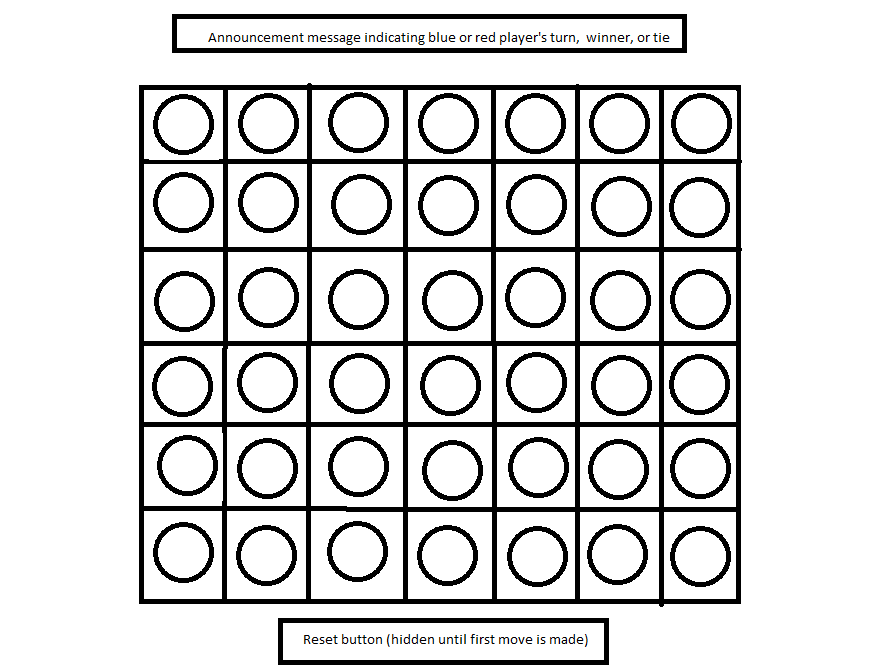 Announcement message indicating blue or red player's turn, winner, or tie
Reset button (hidden until first move is made)